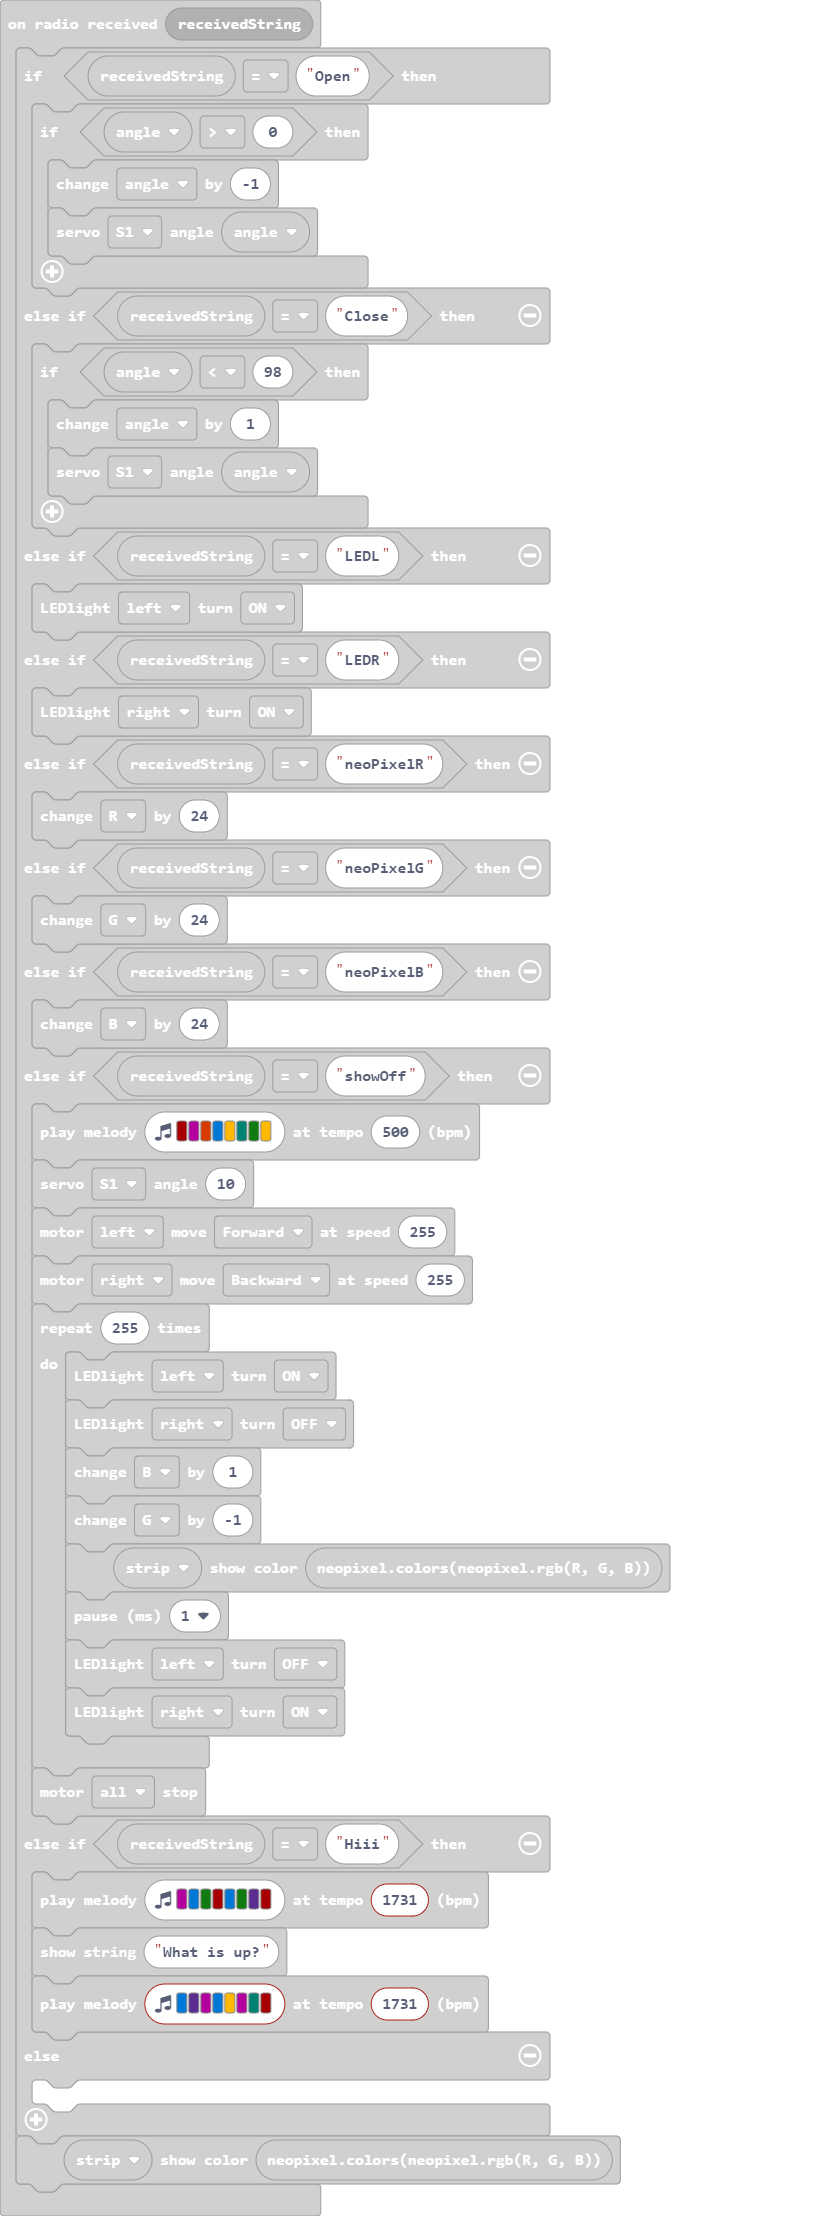 on radio received receivedString
if receivedString = "Open" then
if angle > 0 then
change angle by -1
servo S1 angle angle
else if receivedString = "Close" then
if angle < 98 then
change angle by 1
servo S1 angle angle
else if receivedString = "LEDL" then
LEDlight left turn ON
else if receivedString = "LEDR" then
LEDlight right turn ON
else if receivedString = "neoPixelR" then
change R by 24
else if receivedString = "neoPixelG" then
change G by 24
else if receivedString = "neoPixelB" then
change B by 24
else if receivedString = "showOff" then
play melody at tempo 500 (bpm)
servo S1 angle 10
motor left move Forward at speed 255
motor right move Backward at speed 255
repeat 255 times
do LEDlight left turn ON
LEDlight right turn OFF
change B by 1
change G by -1
strip show color neopixel.colors(neopixel.rgb(R, G, B))
pause (ms) 1
LEDlight left turn OFF
LEDlight right turn ON
motor all stop
else if receivedString = "Hiii" then
play melody at tempo 1731 (bpm)
show string "What is up?"
play melody at tempo 1731 (bpm)
else
strip show color neopixel.colors(neopixel.rgb(R, G, B))